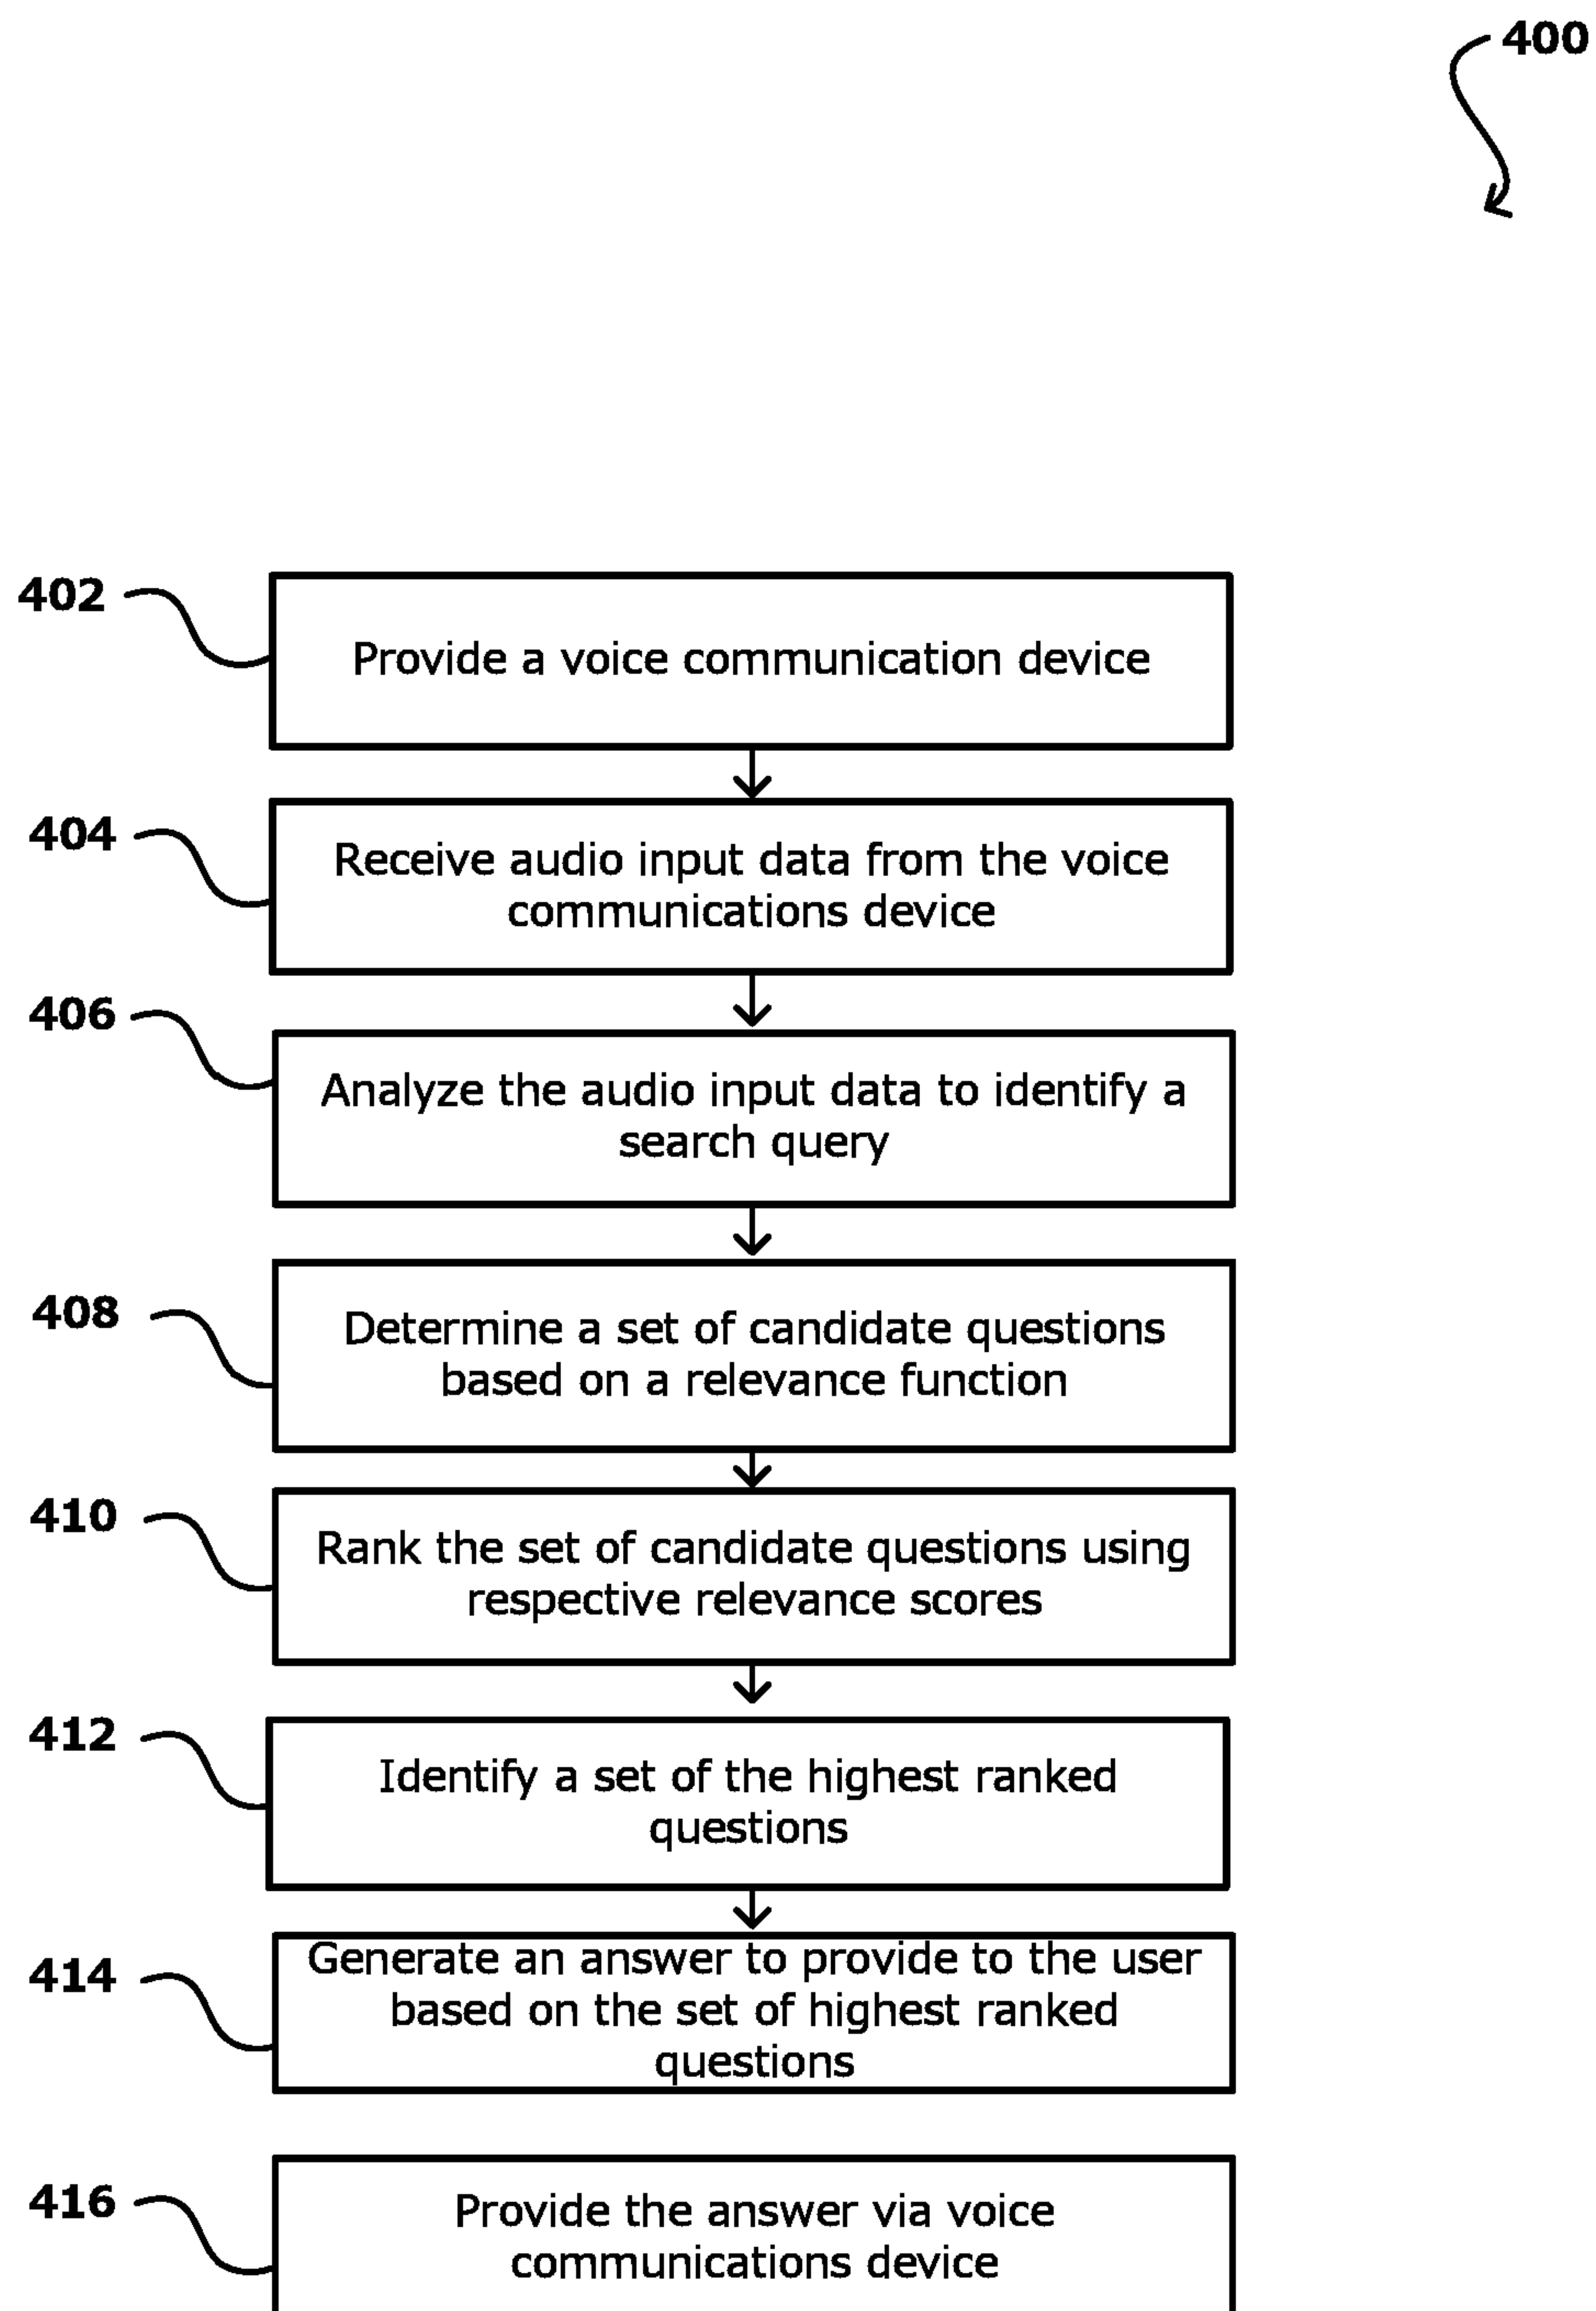 400
402
Provide a voice communication device
404
Receive audio input data from the voice
communications device
406
Analyze the audio input data to identify a
search query
408
Determine a set of candidate questions
based on a relevance function
410
Rank the set of candidate questions using
respective relevance scores
412
Identify a set of the highest ranked
questions
414
Generate an answer to provide to the user
based on the set of highest ranked
questions
416
Provide the answer via voice
communications device